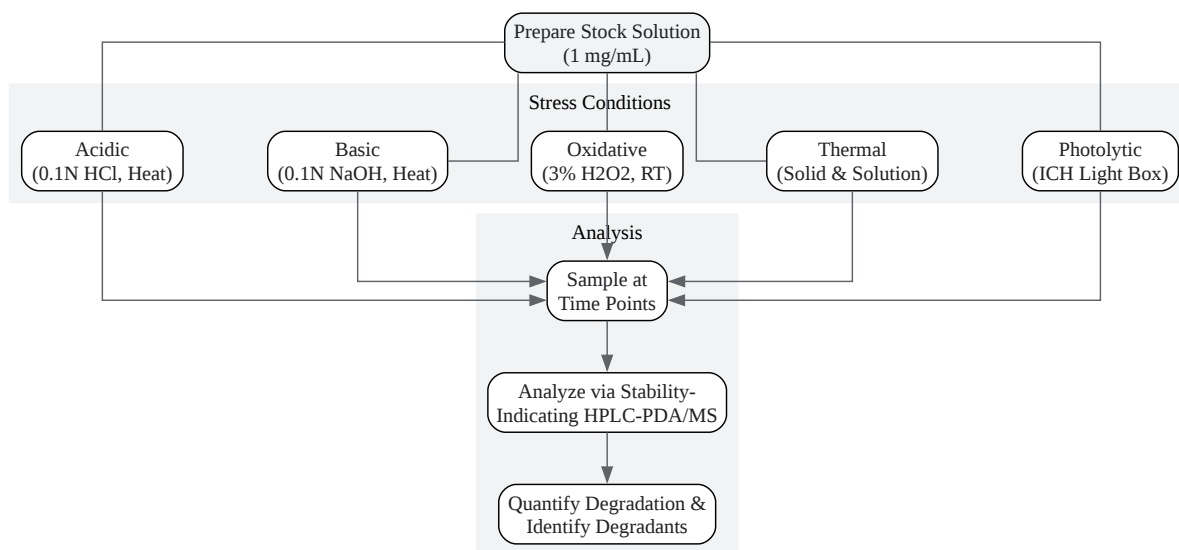 Prepare Stock Solution
(1 mg/mL)
Stress Conditions
Acidic
(0.1N HCl, Heat)
Basic
(0.1N NaOH, Heat)
Oxidative
(3% H2O2, RT)
Thermal
(Solid & Solution)
Photolytic
(ICH Light Box)
Analysis
Sample at
Time Points
Analyze via Stability-
Indicating HPLC-PDA/MS
Quantify Degradation &
Identify Degradants